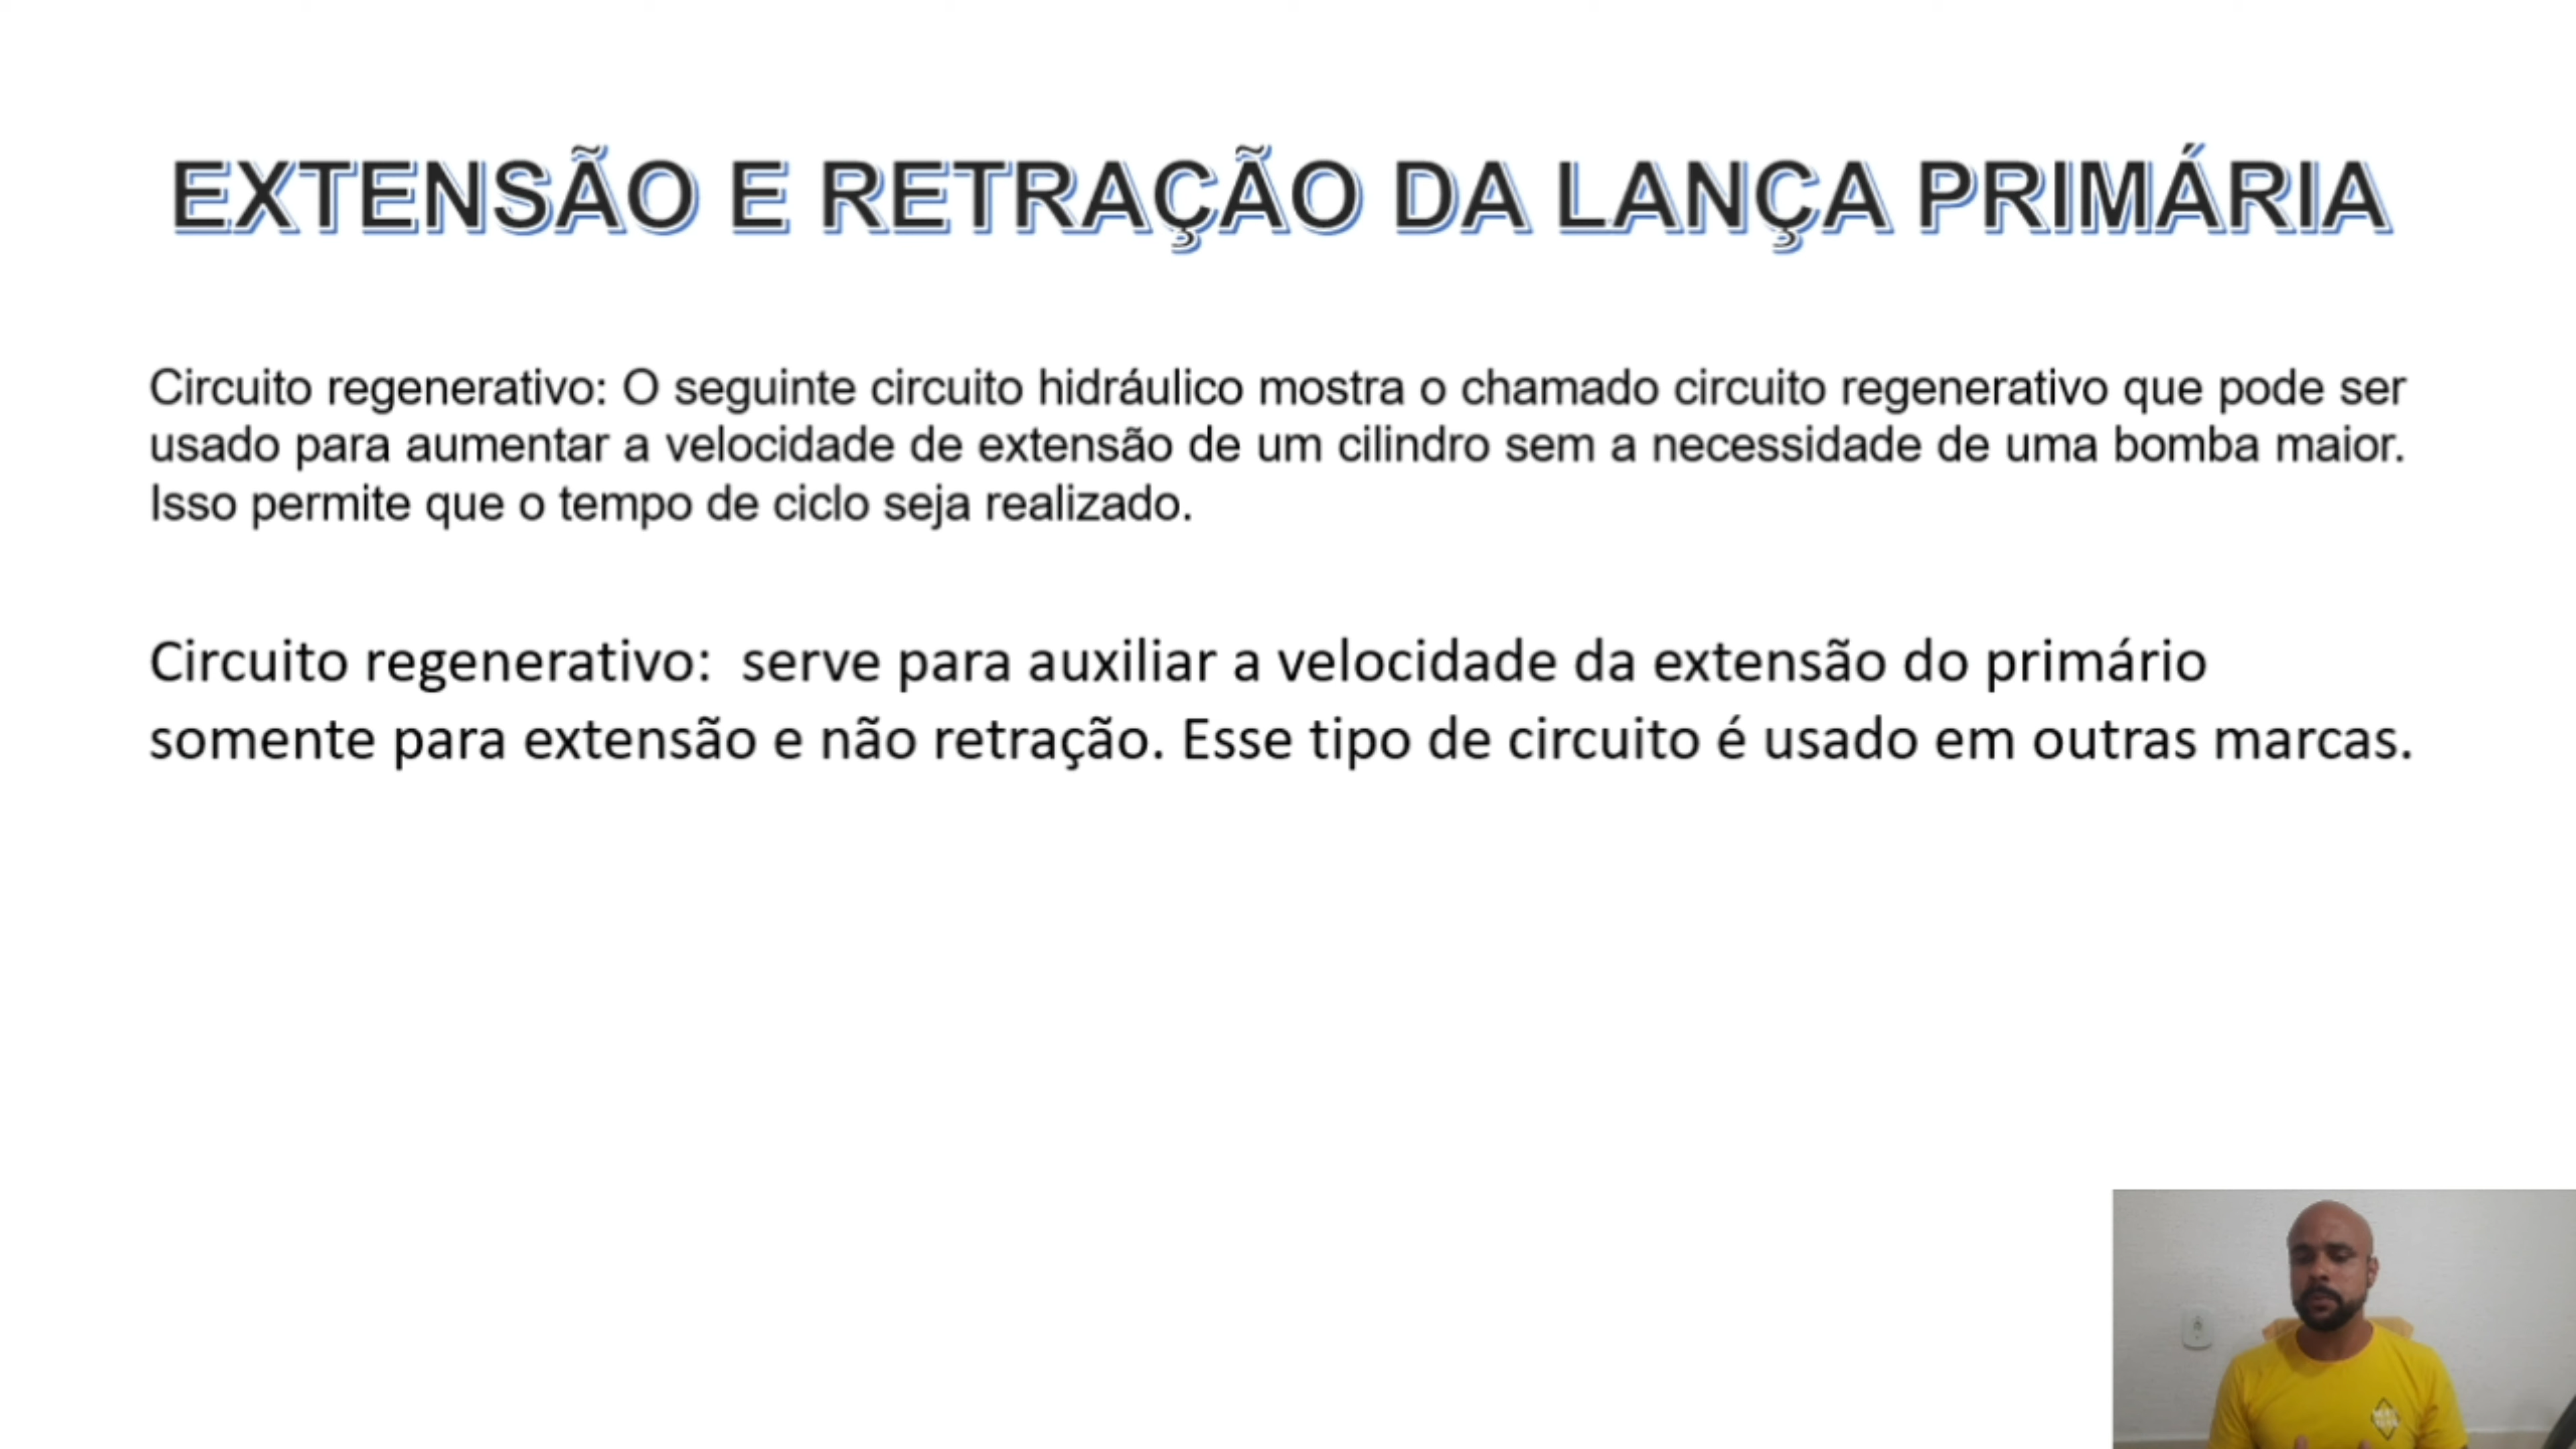 EXTENSÃO E RETRAÇÃO DA LANÇA PRIMÁRIA
Circuito regenerativo: O seguinte circuito hidráulico mostra o chamado circuito regenerativo que pode ser
usado para aumentar a velocidade de extensão de um cilindro sem a necessidade de uma bomba maior.
Isso permite que o tempo de ciclo seja realizado.
Circuito regenerativo: serve para auxiliar a velocidade da extensão do primário
somente para extensão e não retração. Esse tipo de circuito é usado em outras marcas.